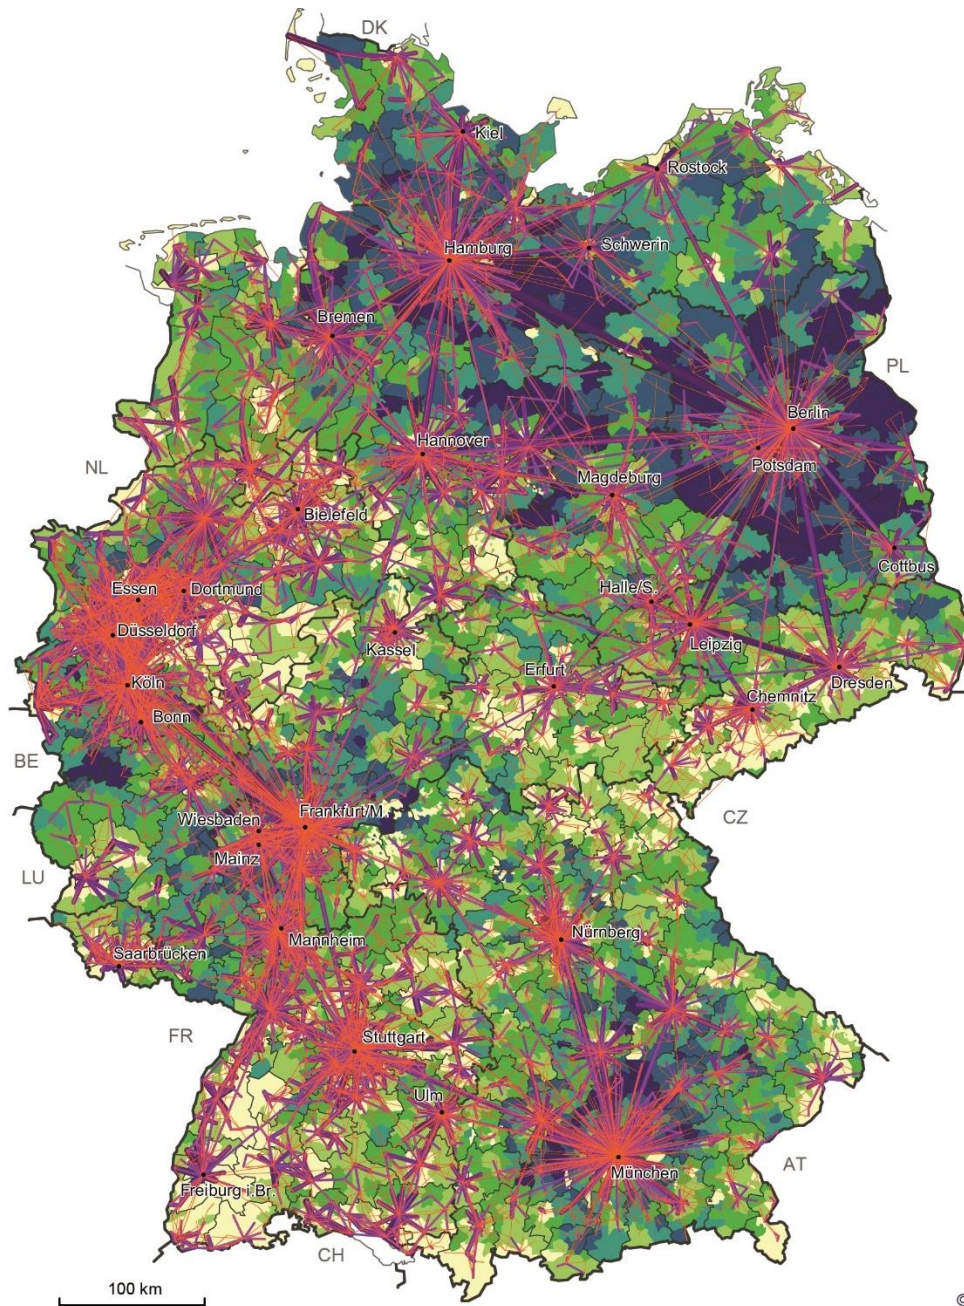 DK
Kiel
Rostock
Hamburg
Schwerin
Bremen
PL
Berlin
Hannover
Potsdam
NL
Magdeburg
Bielefeld
Cottbus
Essen
Dortmund
Halle/S.
Düsseldorf
Leipzig
Kassel
Erfurt
Dresden
Köln
Chemnitz
Bonn
BE
Frankfurt/M.
Wiesbaden
CZ
Mainz
LU
Nürnberg
Mannheim
Saarbrücken
FR
Stuttgart
Ulm
AT
München
Freiburg i.Br.
CH
100 km
©